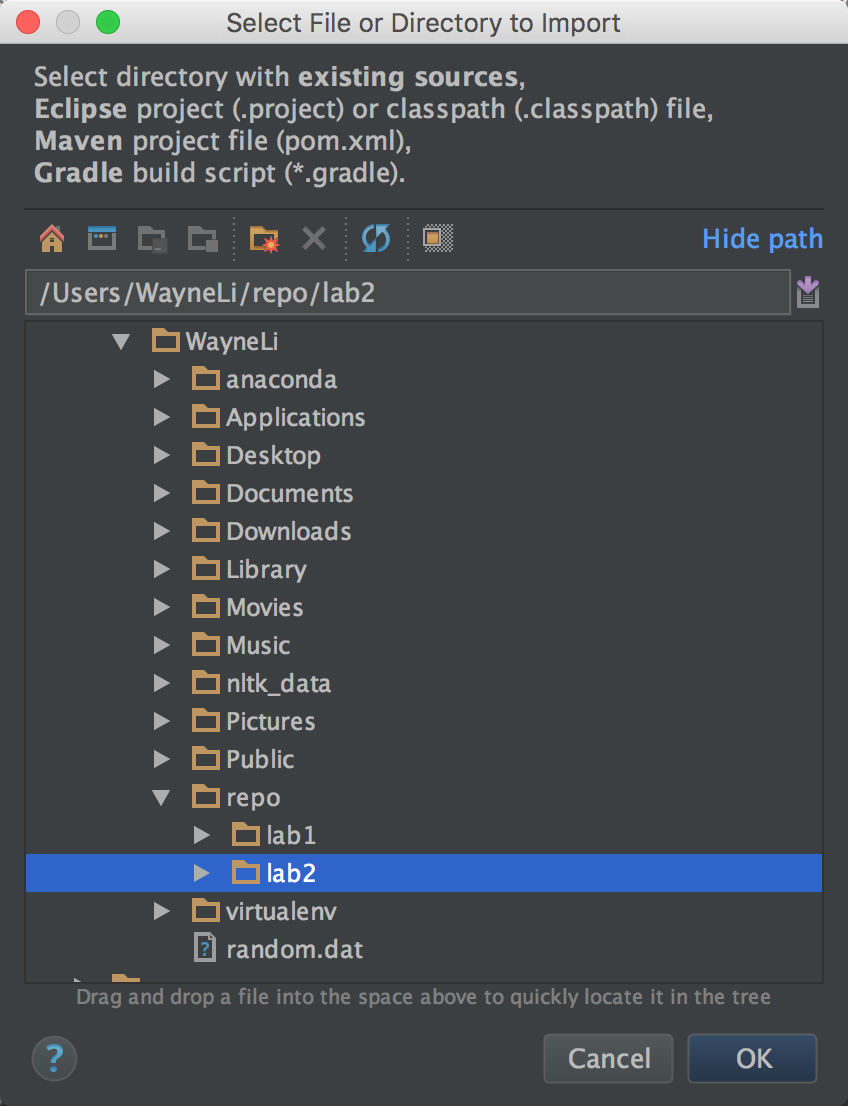 Select File or Directory to Import
Select directory with existing sources,
Eclipse project (.project) or classpath (.classpath) file,
Maven project file (pom.xml),
Gradle build script (*.gradle).
Hide path
/Users/WayneLi/repo/lab2
WayneLi
anaconda
Applications
Desktop
Documents
Downloads
Library
Movies
Music
nltk_data
Pictures
Public
repo
lab1
lab2
virtualenv
? random.dat
Drag and drop a file into the space above to quickly locate it in the tree
? Cancel OK